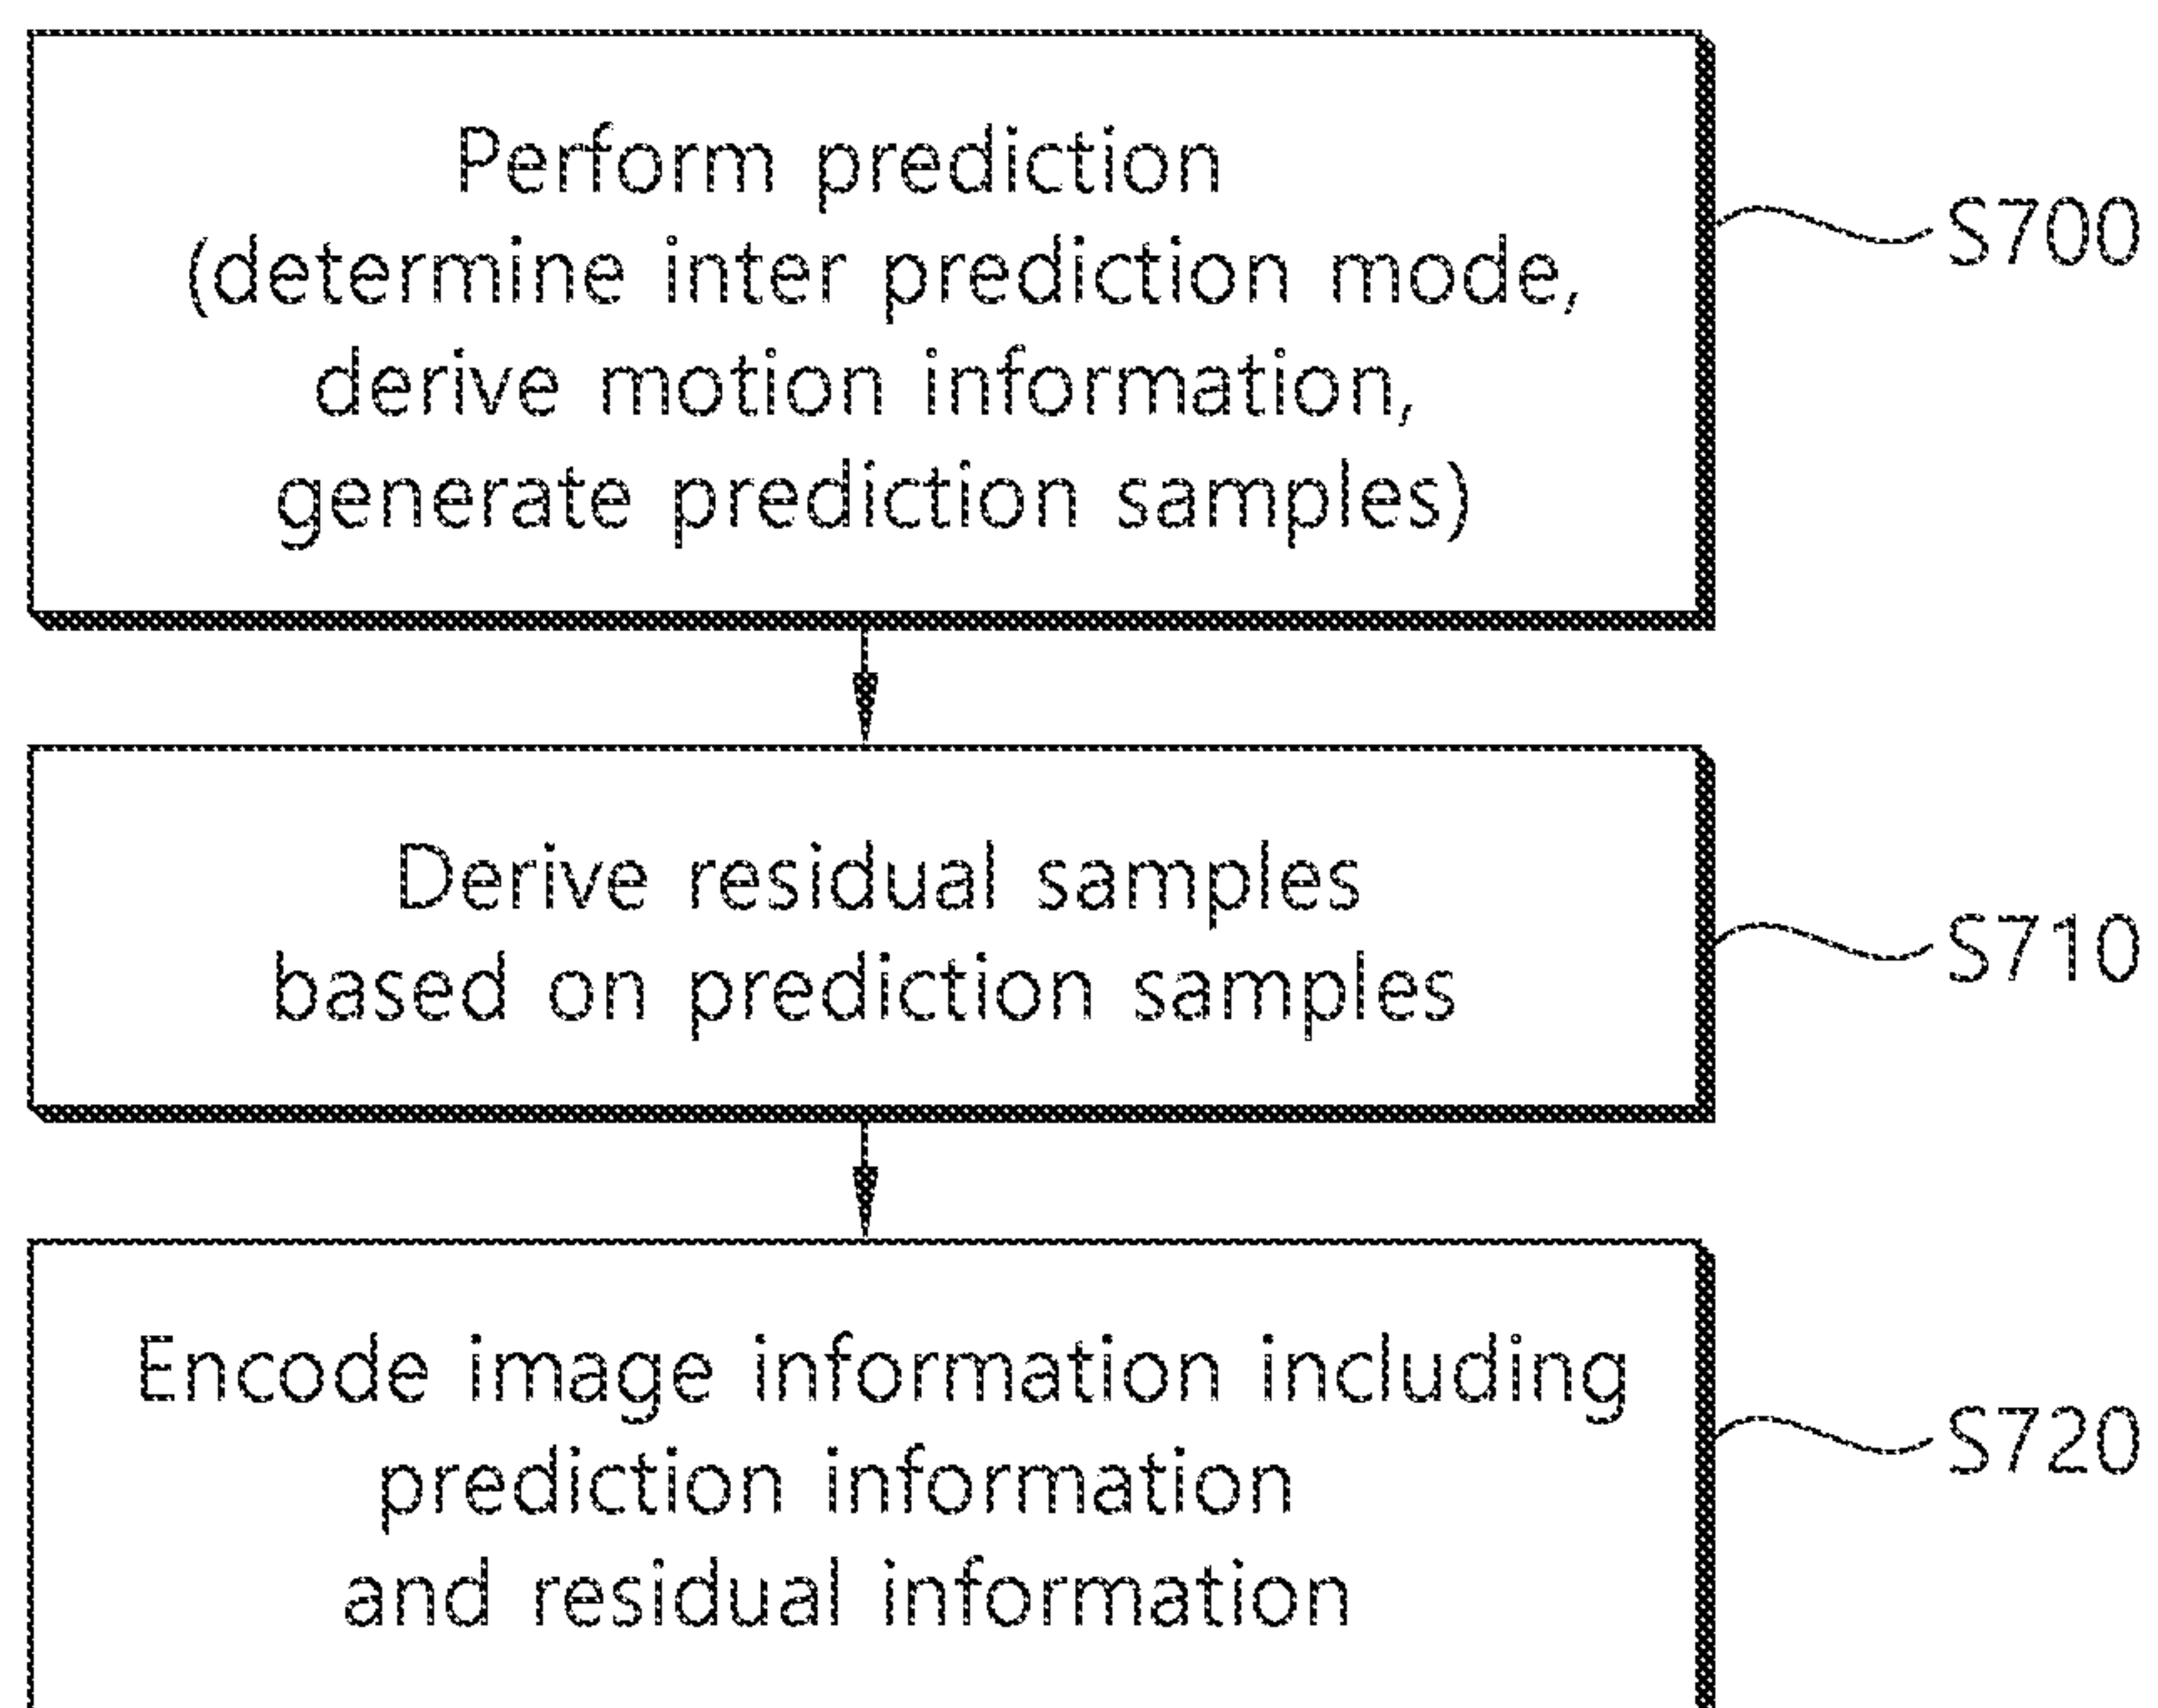 Perform prediction
(determine inter prediction mode,
derive motion information,
generate prediction samples)
S700
Derive residual samples
based on prediction samples
S710
Encode image information including
prediction information
and residual information
S720